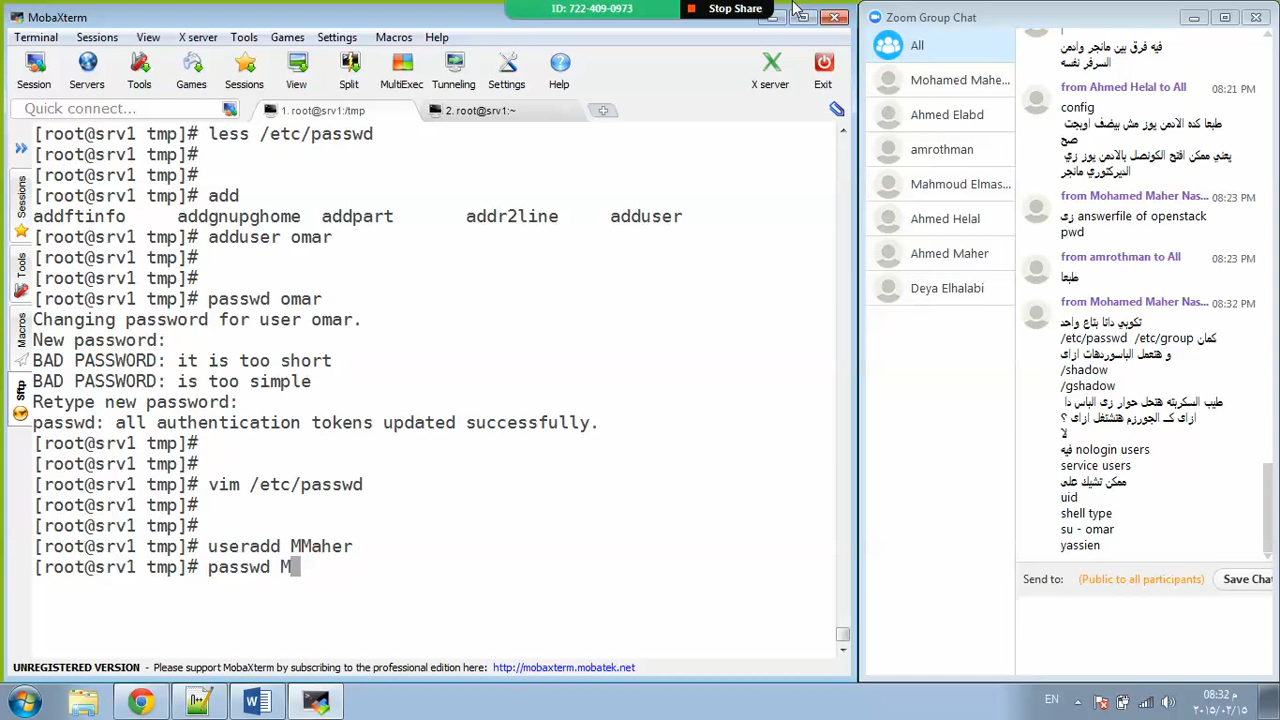 ID: 722-409-0973
Stop Share
MobaXterm
Terminal Sessions View X server Tools Games Settings Macros Help
Session Servers Tools Games Sessions View Split MultiExec Tunneling Settings Help X server Exit
Quick connect...
1. root@srv1:/tmp
2. root@srv1:~
Sessions
Tools
Macros
Sftp
[root@srv1 tmp]# less /etc/passwd
[root@srv1 tmp]#
[root@srv1 tmp]#
[root@srv1 tmp]# add
addftinfo addgnupghome addpart addr2line adduser
[root@srv1 tmp]# adduser omar
[root@srv1 tmp]#
[root@srv1 tmp]#
[root@srv1 tmp]# passwd omar
Changing password for user omar.
New password:
BAD PASSWORD: it is too short
BAD PASSWORD: is too simple
Retype new password:
passwd: all authentication tokens updated successfully.
[root@srv1 tmp]#
[root@srv1 tmp]#
[root@srv1 tmp]# vim /etc/passwd
[root@srv1 tmp]#
[root@srv1 tmp]#
[root@srv1 tmp]# useradd MMaher
[root@srv1 tmp]# passwd M
UNREGISTERED VERSION - Please support MobaXterm by subscribing to the professional edition here: http://mobaxterm.mobatek.net
Zoom Group Chat
All
Mohamed Mahe...
Ahmed Elabd
amrothman
Mahmoud Elmas...
Ahmed Helal
Ahmed Maher
Deya Elhalabi
فيه فرق بين مانجر وادمن
السرفر نفسه
from Ahmed Helal to All 08:21 PM
config
طبعا كده الادمن يوز مش بيضف اوبجت
صح
يعني ممكن افتح الكونصل بالادمن يوز زي
الديركتوري مانجر
from Mohamed Maher Nas... 08:23 PM
زى answerfile of openstack
pwd
from amrothman to All 08:23 PM
طبعا
from Mohamed Maher Nas... 08:32 PM
تكوبي داتا بتاع واحد
كمان /etc/passwd /etc/group
و هتعمل الباسوردهات ازاى
/shadow
/gshadow
طيب السكربته هتحل حوار زى الباس دا
ازاى كـ الجورزم هتشتغل ازاى ؟
لا
فيه nologin users
service users
ممكن تشيك على
uid
shell type
su - omar
yassien
Send to: (Public to all participants) Save Chat
EN
08:32 م
٢٠١٥/٠٢/١٥